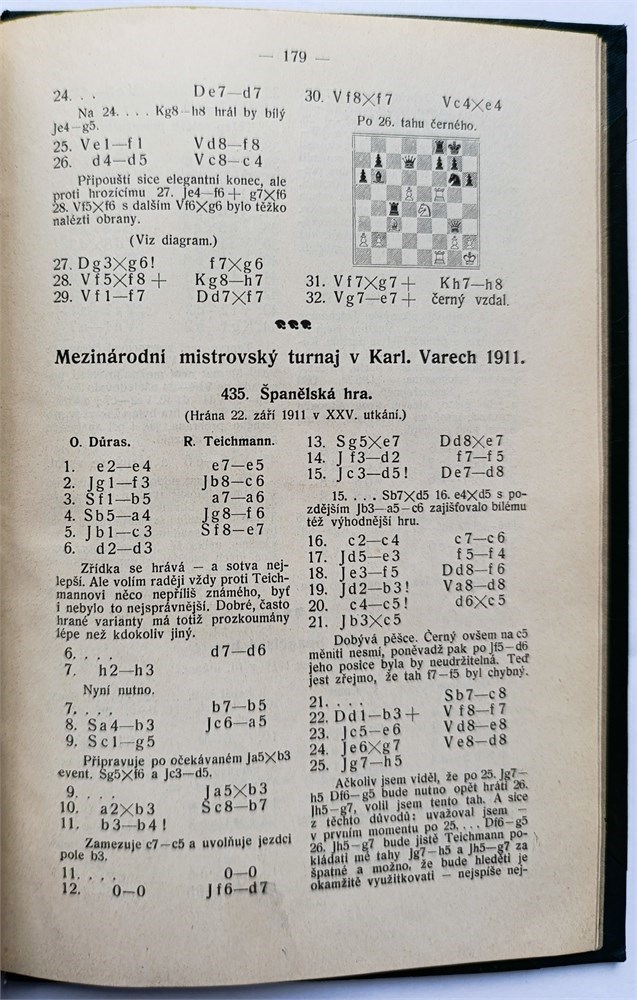 — 179 —
24. . . De7—d7
Na 24. . . . Kg8—h8 hrál by bílý
Je4—g5.
25. Ve1—f1 Vd8—f8
26. d4—d5 Vc8—c4
Připouští sice elegantní konec, ale
proti hrozícímu 27. Je4—f6+ g7×f6
28. Vf5×f6 s dalším Vf6×g6 bylo těžko
nalézti obrany.
(Viz diagram.)
27. Dg3×g6! f7×g6
28. Vf5×f8+ Kg8—h7
29. Vf1—f7 Dd7×f7
30. Vf8×f7 Vc4×e4
Po 26. tahu černého.
31. Vf7×g7+ Kh7—h8
32. Vg7—e7+ černý vzdal.
Mezinárodní mistrovský turnaj v Karl. Varech 1911.
435. Španělská hra.
(Hrána 22. září 1911 v XXV. utkání.)
O. Důras. R. Teichmann.
1. e2—e4 e7—e5
2. Jg1—f3 Jb8—c6
3. Sf1—b5 a7—a6
4. Sb5—a4 Jg8—f6
5. Jb1—c3 Sf8—e7
6. d2—d3
Zřídka se hrává — a sotva nej-
lepší. Ale volím raději vždy proti Teich-
mannovi něco nepříliš známého, byť
i nebylo to nejsprávnější. Dobré, často
hrané varianty má totiž prozkoumány
lépe než kdokoliv jiný.
6. . . . d7—d6
7. h2—h3
Nyní nutno.
7. . . . b7—b5
8. Sa4—b3 Jc6—a5
9. Sc1—g5
Připravuje po očekávaném Ja5×b3
event. Sg5×f6 a Jc3—d5.
9. . . . Ja5×b3
10. a2×b3 Sc8—b7
11. b3—b4!
Zamezuje c7—c5 a uvolňuje jezdci
pole b3.
11. . . . 0—0
12. 0—0 Jf6—d7
13. Sg5×e7 Dd8×e7
14. Jf3—d2 f7—f5
15. Jc3—d5! De7—d8
15. . . . Sb7×d5 16. e4×d5 s po-
zdějším Jb3—a5—c6 zajišťovalo bílému
též výhodnější hru.
16. c2—c4 c7—c6
17. Jd5—e3 f5—f4
18. Je3—f5 Dd8—f6
19. Jd2—b3! Va8—d8
20. c4—c5! d6×c5
21. Jb3×c5
Dobývá pěšce. Černý ovšem na c5
měniti nesmí, poněvadž pak po Jf5—d6
jeho posice byla by neudržitelná. Teď
jest zřejmo, že tah f7—f5 byl chybný.
21. . . . Sb7—c8
22. Dd1—b3+ Vf8—f7
23. Jc5—e6 Vd8—e8
24. Je6×g7 Ve8—d8
25. Jg7—h5
Ačkoliv jsem viděl, že po 25. Jg7—
h5 Df6—g5 bude nutno opět hráti 26.
Jh5—g7, volil jsem tento tah. A sice
z těchto důvodů: uvažoval jsem —
v prvním momentu po 25. . . . Df6—g5
26. Jh5—g7 bude jistě Teichmann po-
kládati mé tahy Jg7—h5 a Jh5—g7 za
špatné a možno, že bude hleděti je
okamžitě využitkovati — nejspíše nej-